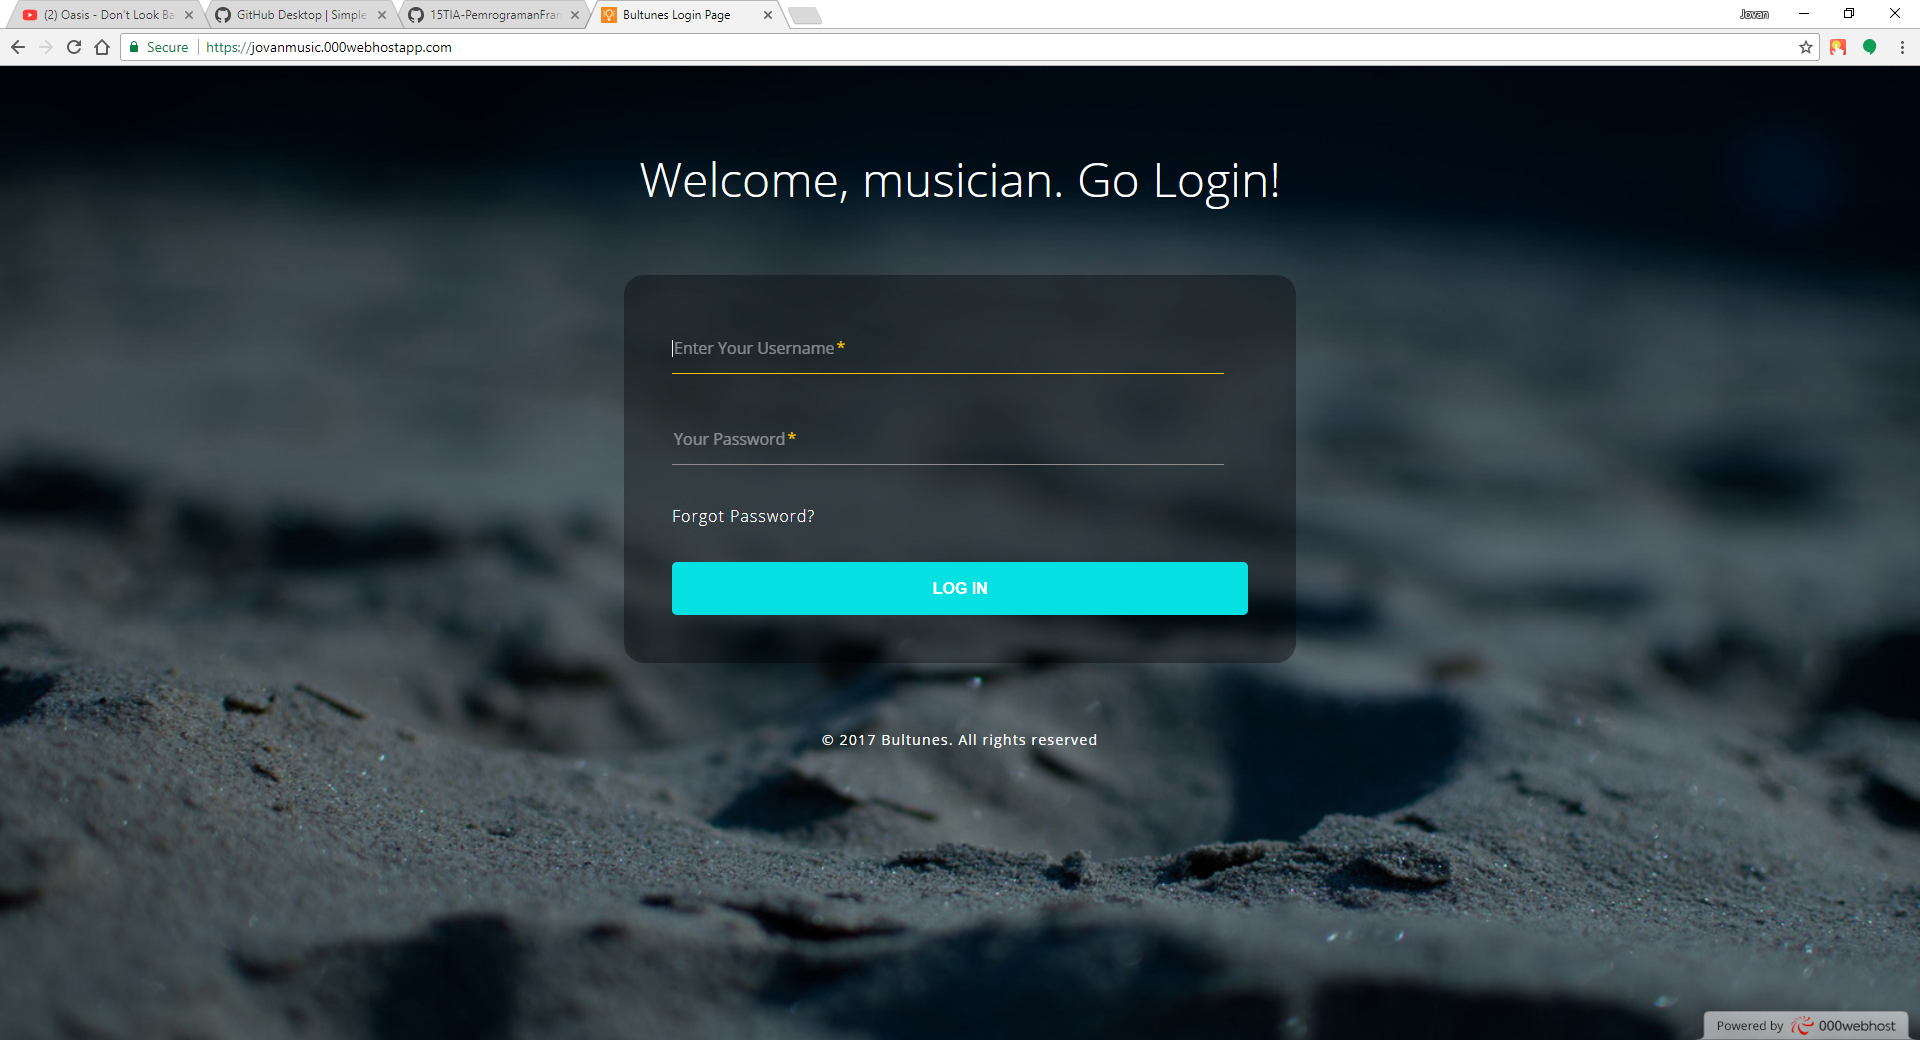 (2) Oasis - Don't Look Ba
GitHub Desktop | Simple
15TIA-PemrogramanFran
Bultunes Login Page
Jovan
Secure
https://jovanmusic.000webhostapp.com
Welcome, musician. Go Login!
Enter Your Username*
Your Password*
Forgot Password?
LOG IN
© 2017 Bultunes. All rights reserved
Powered by 000webhost